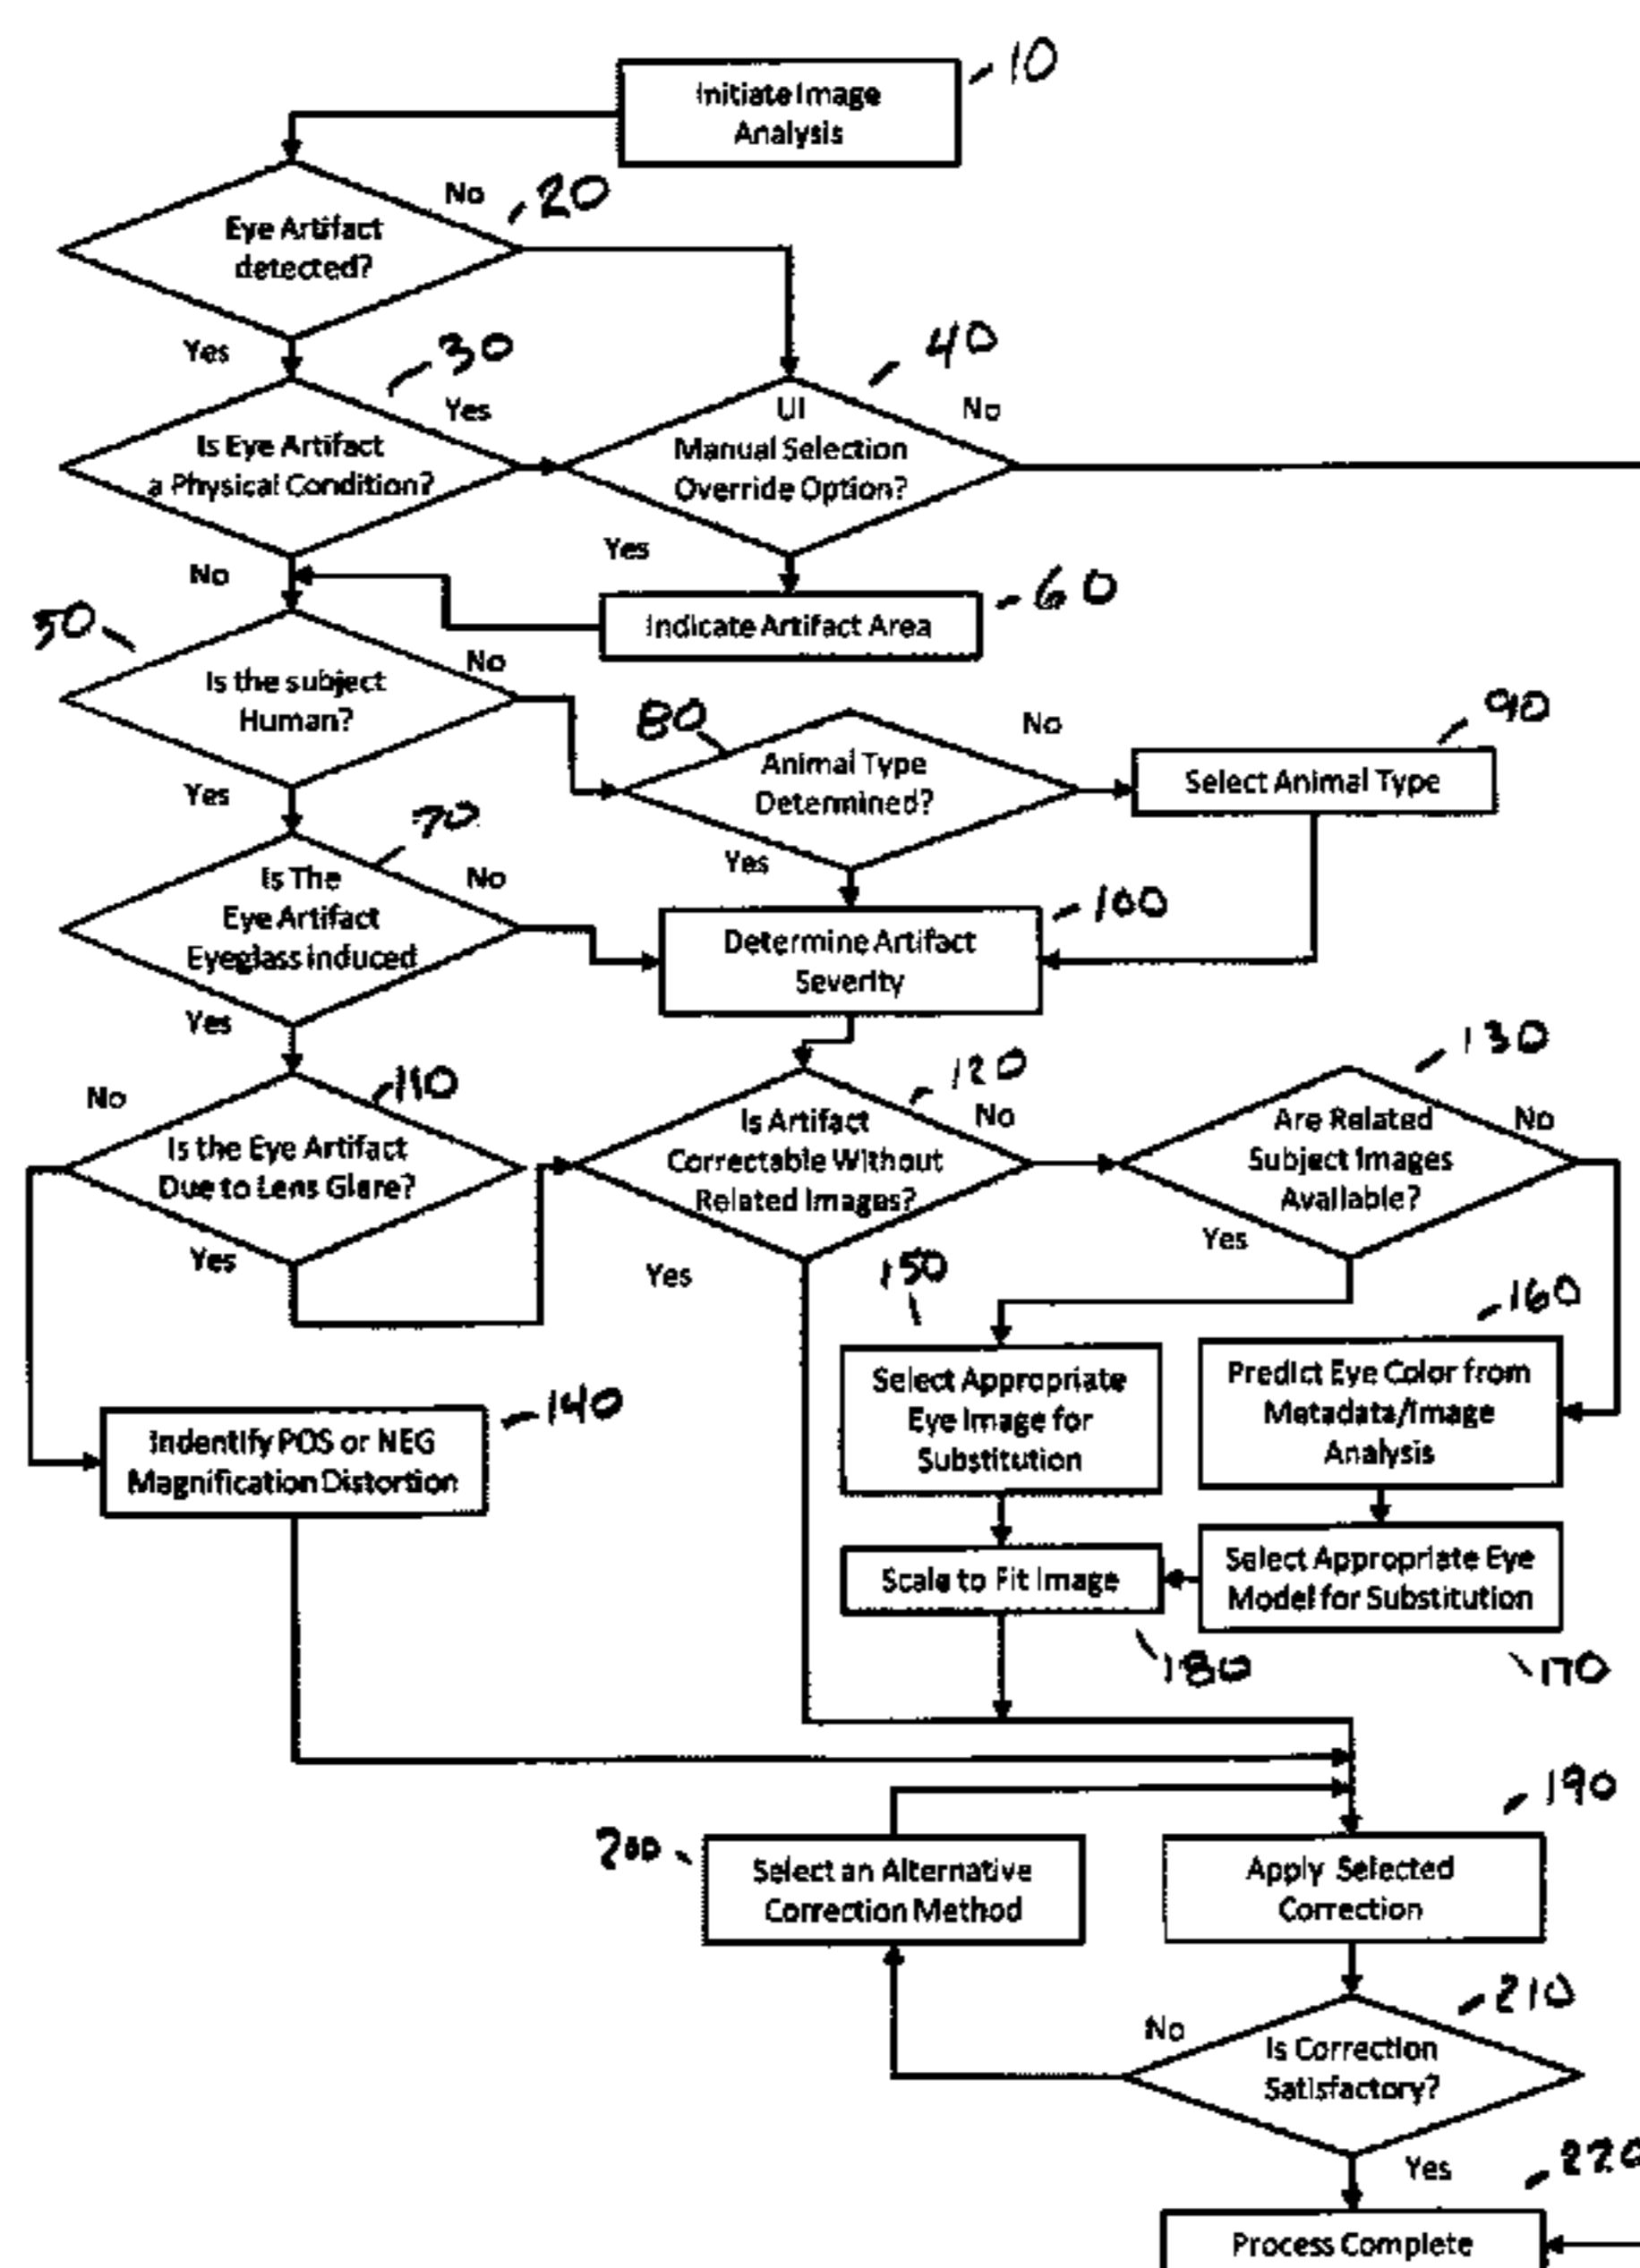 Initiate Image
Analysis
10
Eye Artifact
detected?
No
20
Yes
Is Eye Artifact
a Physical Condition?
30
Yes
No
UI
Manual Selection
Override Option?
40
No
Yes
Indicate Artifact Area
60
50
Is the subject
Human?
No
Yes
80
Animal Type
Determined?
No
Yes
90
Select Animal Type
70
Is The
Eye Artifact
Eyeglass Induced
No
Yes
Determine Artifact
Severity
100
No
110
Is the Eye Artifact
Due to Lens Glare?
Yes
120
Is Artifact
Correctable Without
Related Images?
No
Yes
130
Are Related
Subject Images
Available?
No
Yes
140
Indentify POS or NEG
Magnification Distortion
150
Select Appropriate
Eye Image for
Substitution
160
Predict Eye Color from
Metadata/Image
Analysis
Scale to Fit Image
180
Select Appropriate Eye
Model for Substitution
170
200
Select an Alternative
Correction Method
190
Apply Selected
Correction
210
Is Correction
Satisfactory?
No
Yes
220
Process Complete